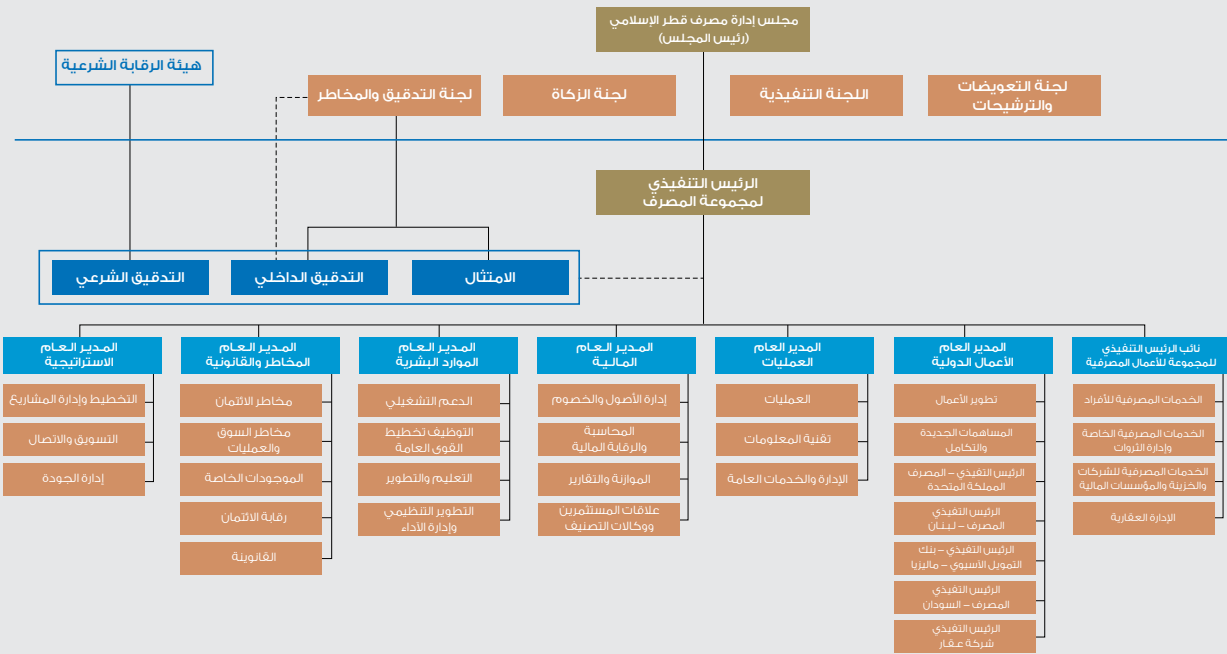 مجلس إدارة مصرف قطر الإسلامي
(رئيس المجلس)
هيئة الرقابة الشرعية
لجنة التعويضات
والترشيحات
اللجنة التنفيذية
لجنة الزكاة
لجنة التدقيق والمخاطر
الرئيس التنفيذي
لمجموعة المصرف
الامتثال
التدقيق الداخلي
التدقيق الشرعي
نائب الرئيس التنفيذي
للمجموعة للأعمال المصرفية
الخدمات المصرفية للأفراد
الخدمات المصرفية الخاصة
وإدارة الثروات
الخدمات المصرفية للشركات
والخزينة والمؤسسات المالية
الإدارة العقارية
المدير العام
الأعمال الدولية
تطوير الأعمال
المساهمات الجديدة
والتكامل
الرئيس التفيذي – المصرف
المملكة المتحدة
الرئيس التفيذي
المصرف – لبنان
الرئيس التفيذي – بنك
التمويل الآسيوي – ماليزيا
الرئيس التفيذي
المصرف – السودان
الرئيس التفيذي
شركة عقار
المدير العام
العمليات
العمليات
تقنية المعلومات
الإدارة والخدمات العامة
المدير العام
المالية
إدارة الأصول والخصوم
المحاسبة
والرقابة المالية
الموازنة والتقارير
علاقات المستثمرين
ووكالات التصنيف
المدير العام
الموارد البشرية
الدعم التشغيلي
التوظيف تخطيط
القوى العامة
التعليم والتطوير
التطوير التنظيمي
وإدارة الأداء
المدير العام
المخاطر والقانونية
مخاطر الائتمان
مخاطر السوق
والعمليات
الموجودات الخاصة
رقابة الائتمان
القانوينة
المدير العام
الاستراتيجية
التخطيط وإدارة المشاريع
التسويق والاتصال
إدارة الجودة